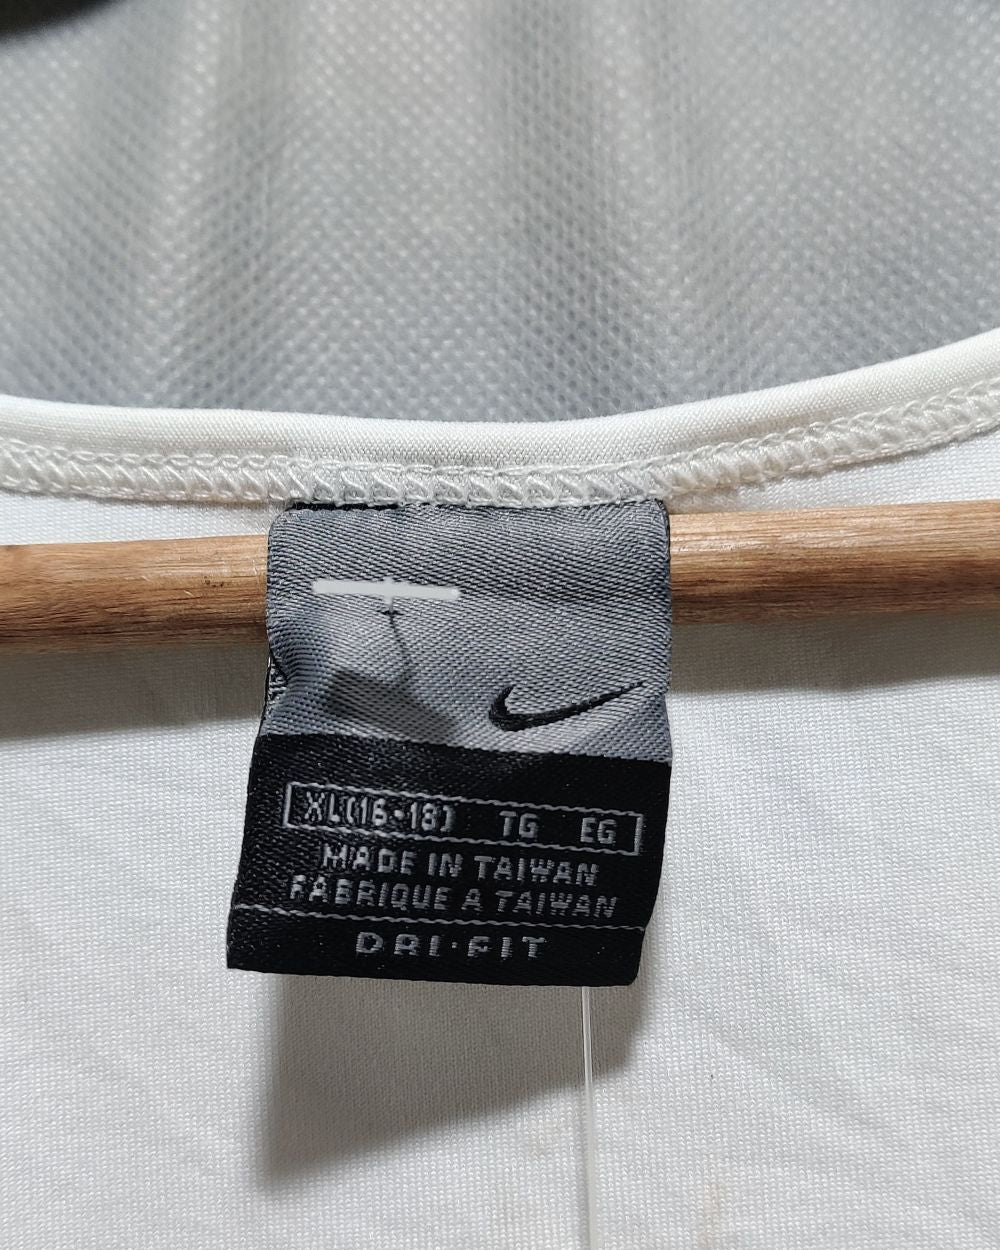 XL(16-18) TG EG
MADE IN TAIWAN
FABRIQUE A TAIWAN
DRI·FIT